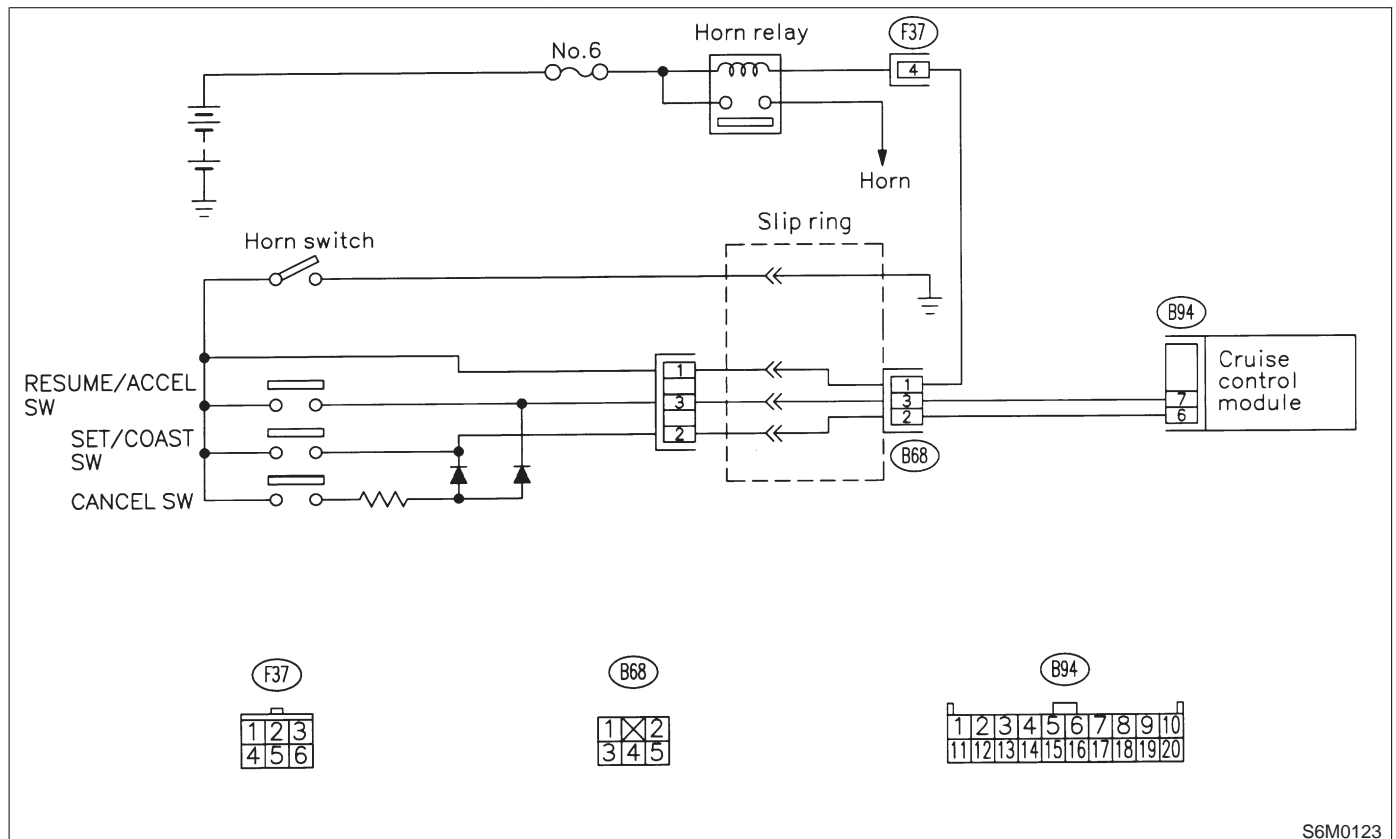 Horn relay
F37
No.6
4
Horn
Slip ring
Horn switch
B94
RESUME/ACCEL
SW
SET/COAST
SW
CANCEL SW
1
3
2
1
3
2
B68
7
6
Cruise
control
module
F37
B68
B94
1 2 3
4 5 6
1 2
3 4 5
1 2 3 4 5 6 7 8 9 10
11 12 13 14 15 16 17 18 19 20
S6M0123